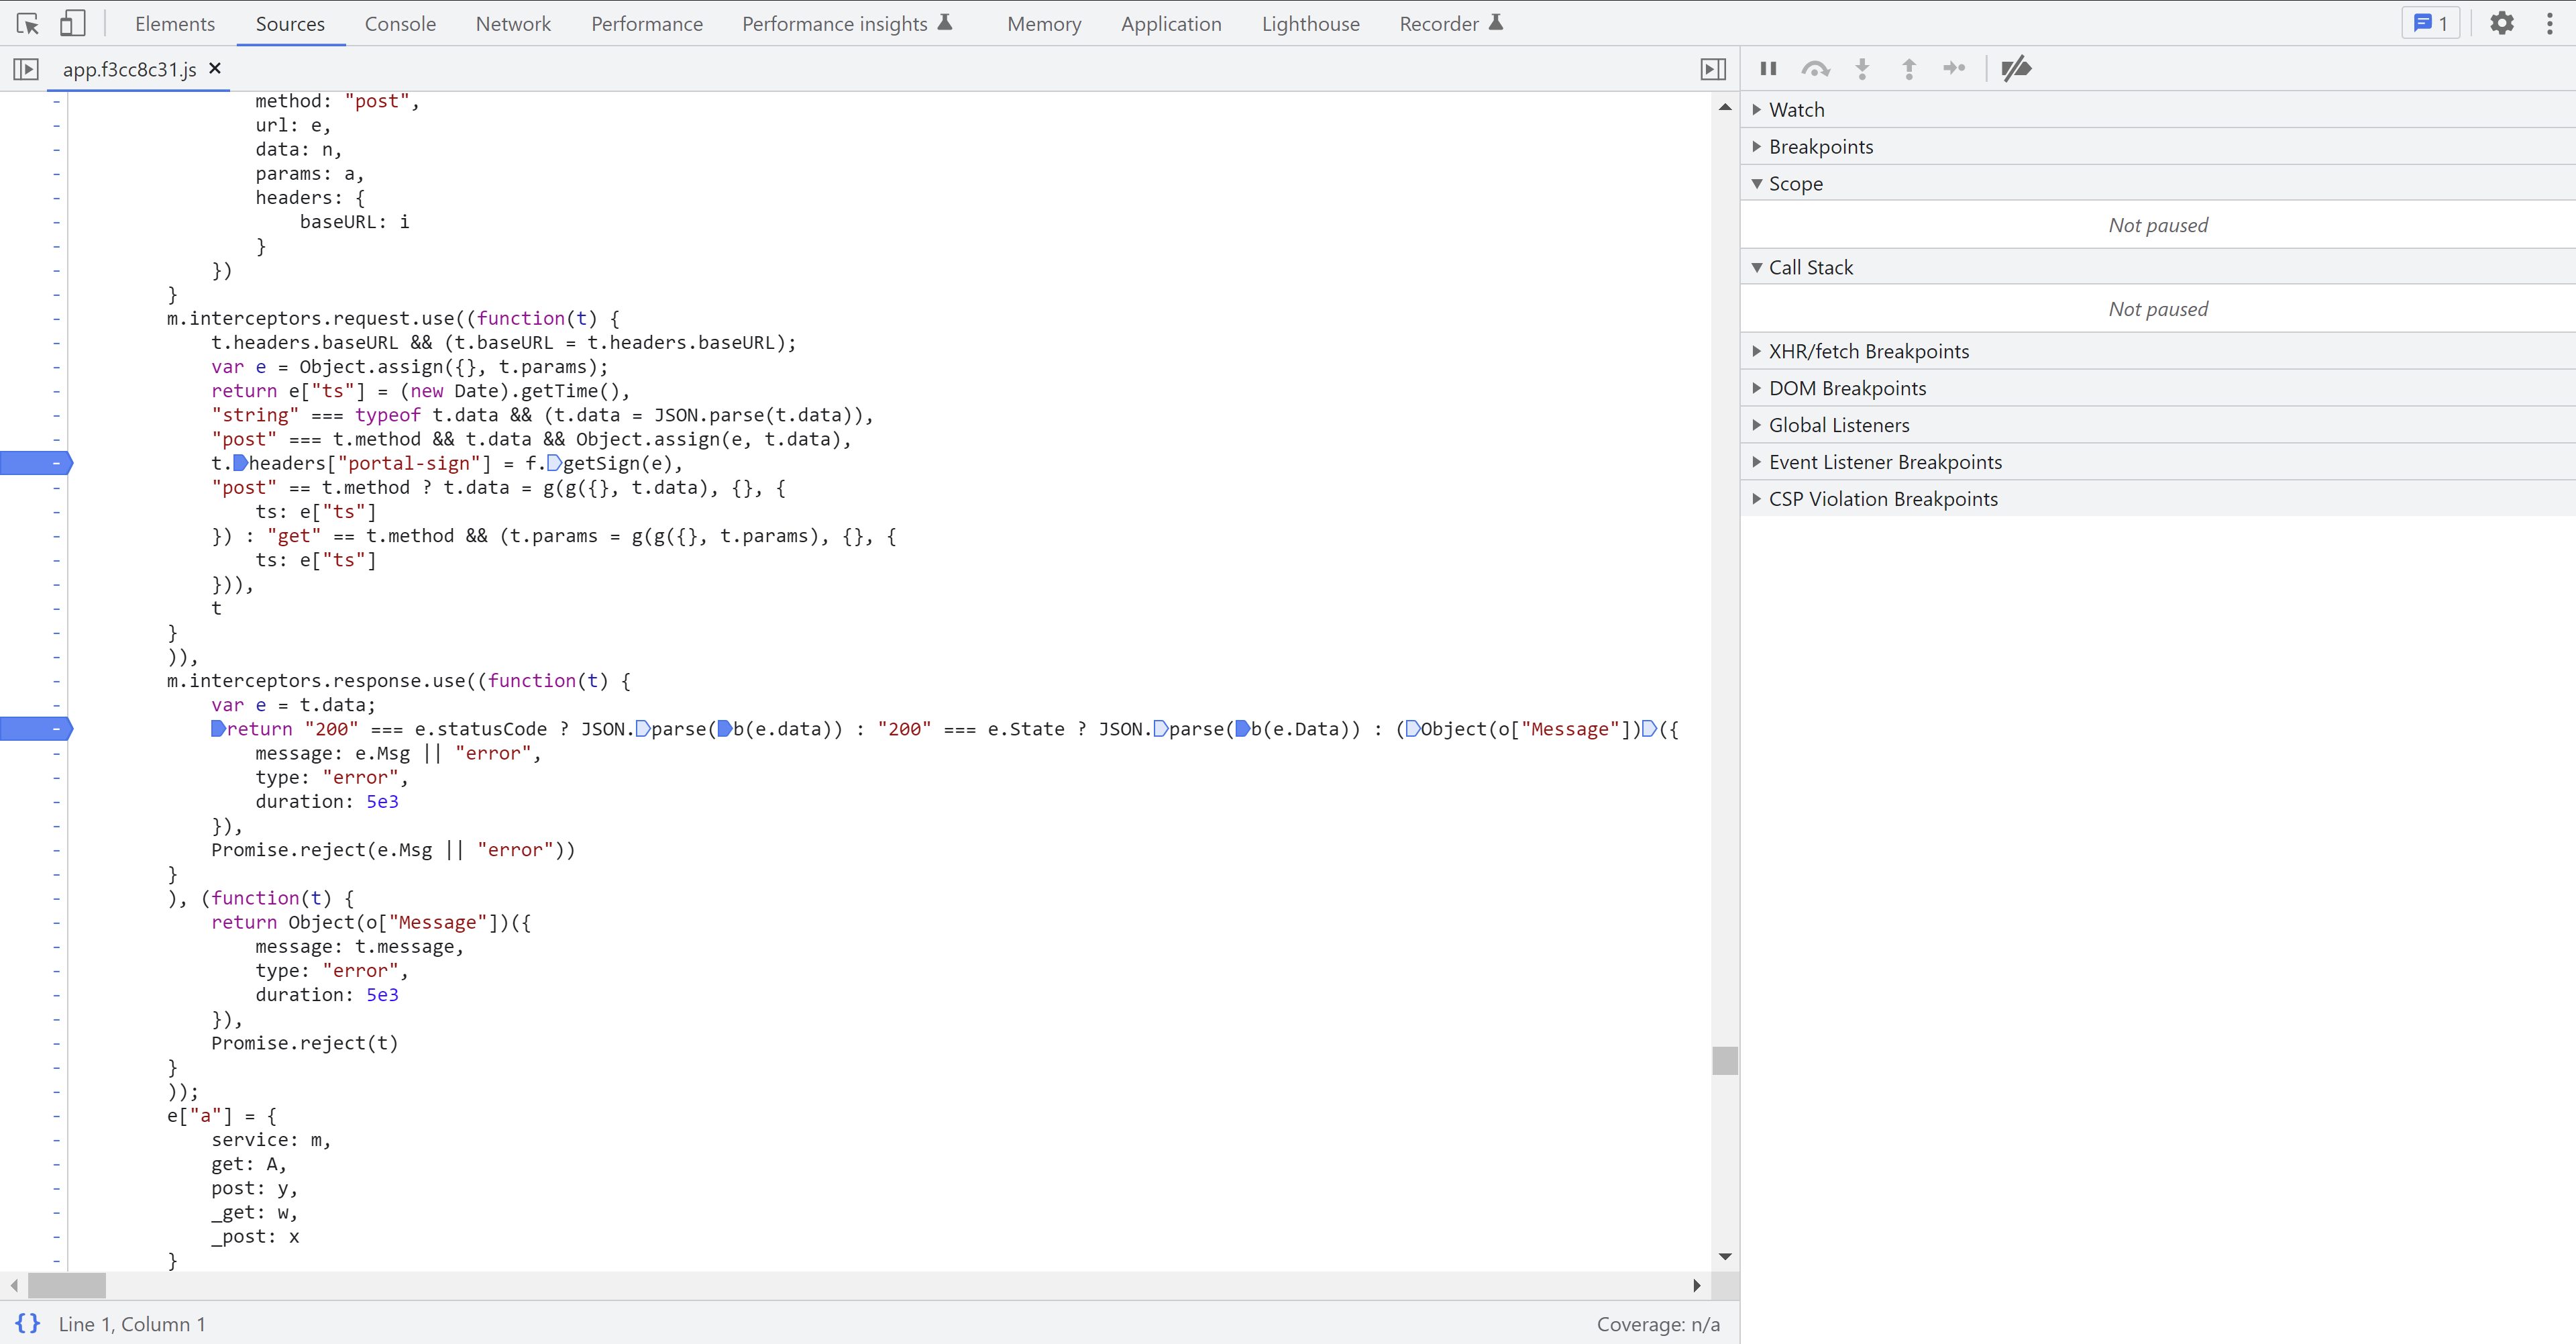 Elements Sources Console Network Performance Performance insights Memory Application Lighthouse Recorder 1
app.f3cc8c31.js ×
method: "post",
url: e,
data: n,
params: a,
headers: {
baseURL: i
}
})
}
m.interceptors.request.use((function(t) {
t.headers.baseURL && (t.baseURL = t.headers.baseURL);
var e = Object.assign({}, t.params);
return e["ts"] = (new Date).getTime(),
"string" === typeof t.data && (t.data = JSON.parse(t.data)),
"post" === t.method && t.data && Object.assign(e, t.data),
t.headers["portal-sign"] = f.getSign(e),
"post" == t.method ? t.data = g(g({}, t.data), {}, {
ts: e["ts"]
}) : "get" == t.method && (t.params = g(g({}, t.params), {}, {
ts: e["ts"]
})),
t
}
)),
m.interceptors.response.use((function(t) {
var e = t.data;
return "200" === e.statusCode ? JSON.parse(b(e.data)) : "200" === e.State ? JSON.parse(b(e.Data)) : (Object(o["Message"])({
message: e.Msg || "error",
type: "error",
duration: 5e3
}),
Promise.reject(e.Msg || "error"))
}
), (function(t) {
return Object(o["Message"])({
message: t.message,
type: "error",
duration: 5e3
}),
Promise.reject(t)
}
));
e["a"] = {
service: m,
get: A,
post: y,
_get: w,
_post: x
}
{} Line 1, Column 1
Coverage: n/a
Watch
Breakpoints
Scope
Not paused
Call Stack
Not paused
XHR/fetch Breakpoints
DOM Breakpoints
Global Listeners
Event Listener Breakpoints
CSP Violation Breakpoints